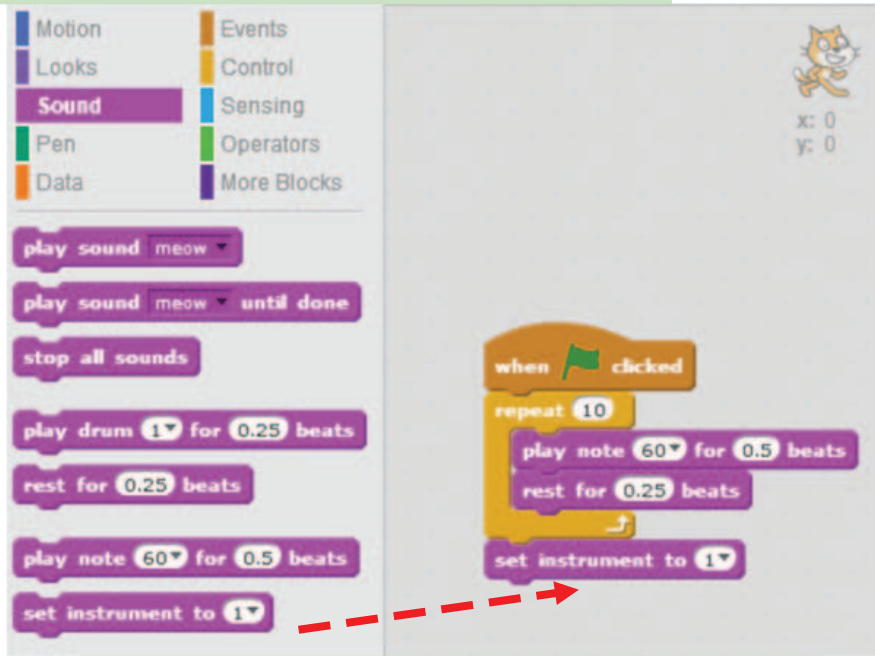 Motion
Events
Looks
Control
Sound
Sensing
Pen
Operators
Data
More Blocks
play sound meow
play sound meow until done
stop all sounds
play drum 1 for 0.25 beats
rest for 0.25 beats
play note 60 for 0.5 beats
set instrument to 1
x: 0
y: 0
when clicked
repeat 10
play note 60 for 0.5 beats
rest for 0.25 beats
set instrument to 1